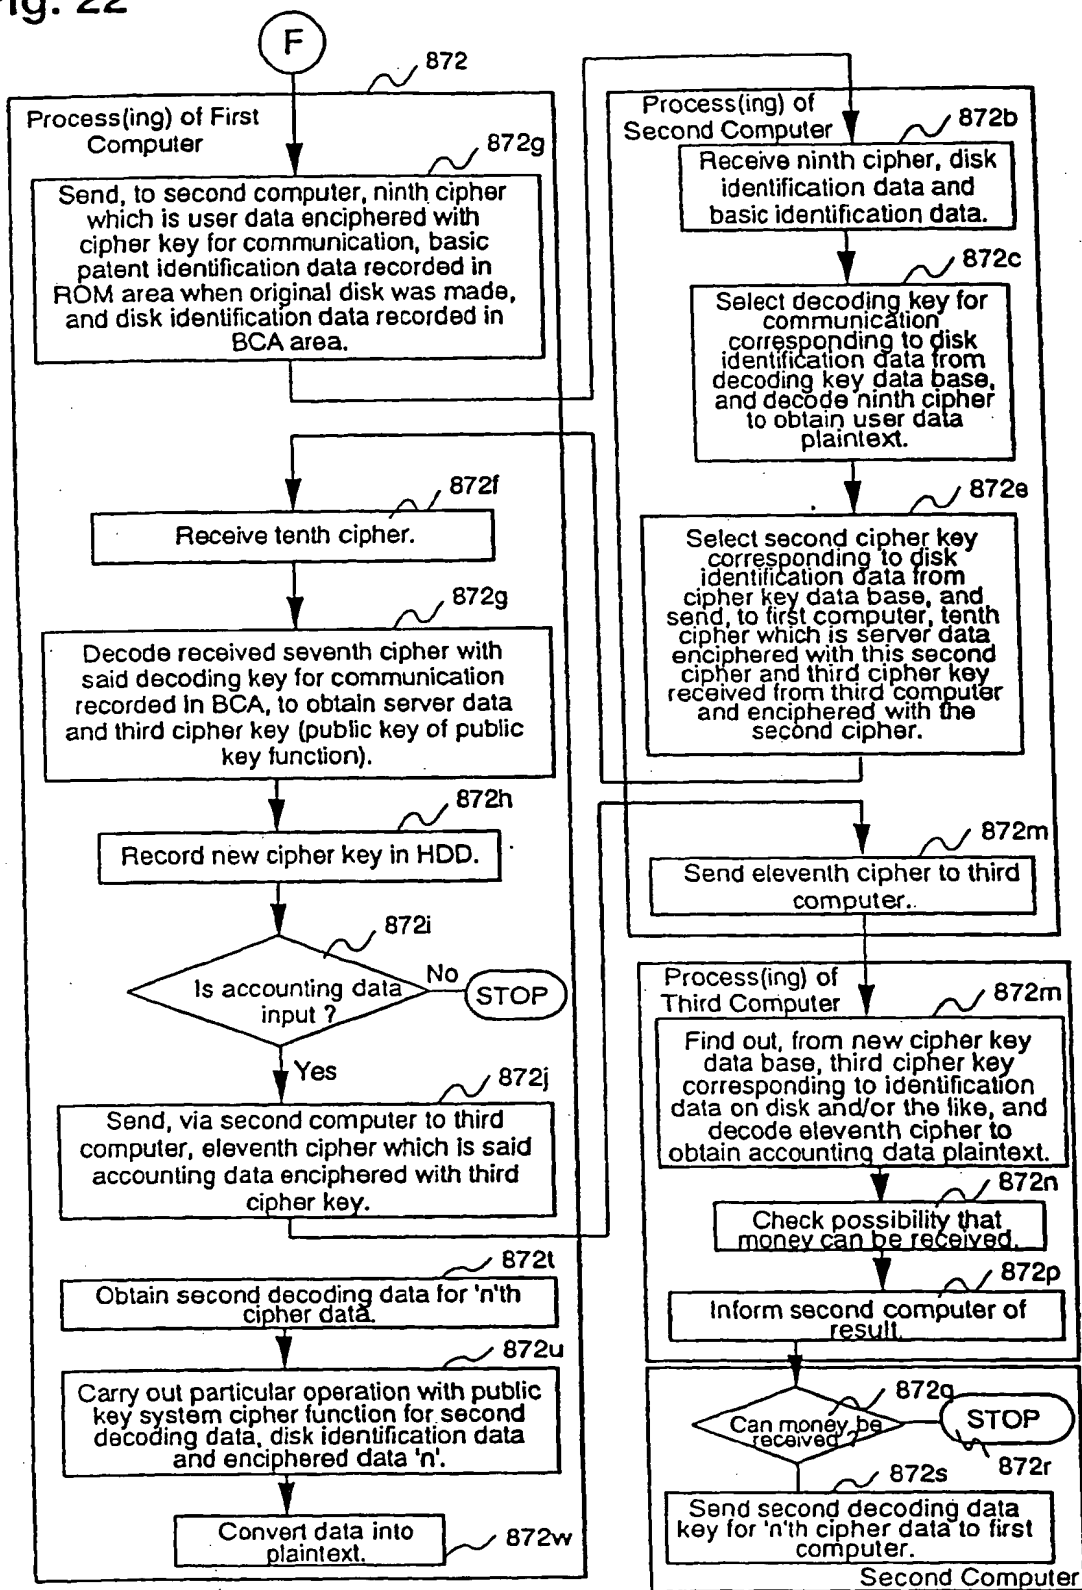 Fig. 22
F
872
Process(ing) of First
Computer
872g
Send, to second computer, ninth cipher
which is user data enciphered with
cipher key for communication, basic
patent identification data recorded in
ROM area when original disk was made,
and disk identification data recorded in
BCA area.
872f
Receive tenth cipher.
872g
Decode received seventh cipher with
said decoding key for communication
recorded in BCA, to obtain server data
and third cipher key (public key of public
key function).
872h
Record new cipher key in HDD.
872i
Is accounting data
input ?
No
STOP
Yes
872j
Send, via second computer to third
computer, eleventh cipher which is said
accounting data enciphered with third
cipher key.
872t
Obtain second decoding data for 'n'th
cipher data.
872u
Carry out particular operation with public
key system cipher function for second
decoding data, disk identification data
and enciphered data 'n'.
Convert data into
plaintext.
872w
Process(ing) of
Second Computer
872b
Receive ninth cipher, disk
identification data and
basic identification data.
872c
Select decoding key for
communication
corresponding to disk
identification data from
decoding key data base,
and decode ninth cipher
to obtain user data
plaintext.
872e
Select second cipher key
corresponding to disk
identification data from
cipher key data base, and
send, to first computer, tenth
cipher which is server data
enciphered with this second
cipher and third cipher key
received from third computer
and enciphered with the
second cipher.
872m
Send eleventh cipher to third
computer.
Process(ing) of
Third Computer
872m
Find out, from new cipher key
data base, third cipher key
corresponding to identification
data on disk and/or the like, and
decode eleventh cipher to
obtain accounting data plaintext.
872n
Check possibility that
money can be received.
872p
Inform second computer of
result.
872q
Can money be
received ?
STOP
872r
872s
Send second decoding data
key for 'n'th cipher data to first
computer.
Second Computer